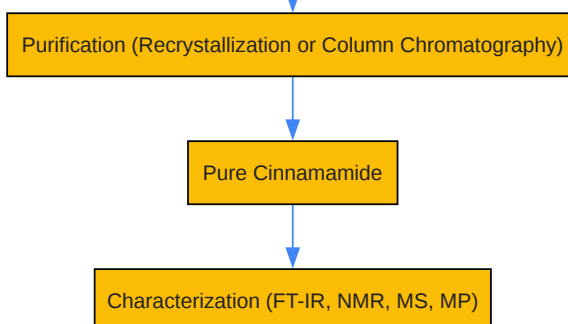 Purification (Recrystallization or Column Chromatography)
Pure Cinnamamide
Characterization (FT-IR, NMR, MS, MP)